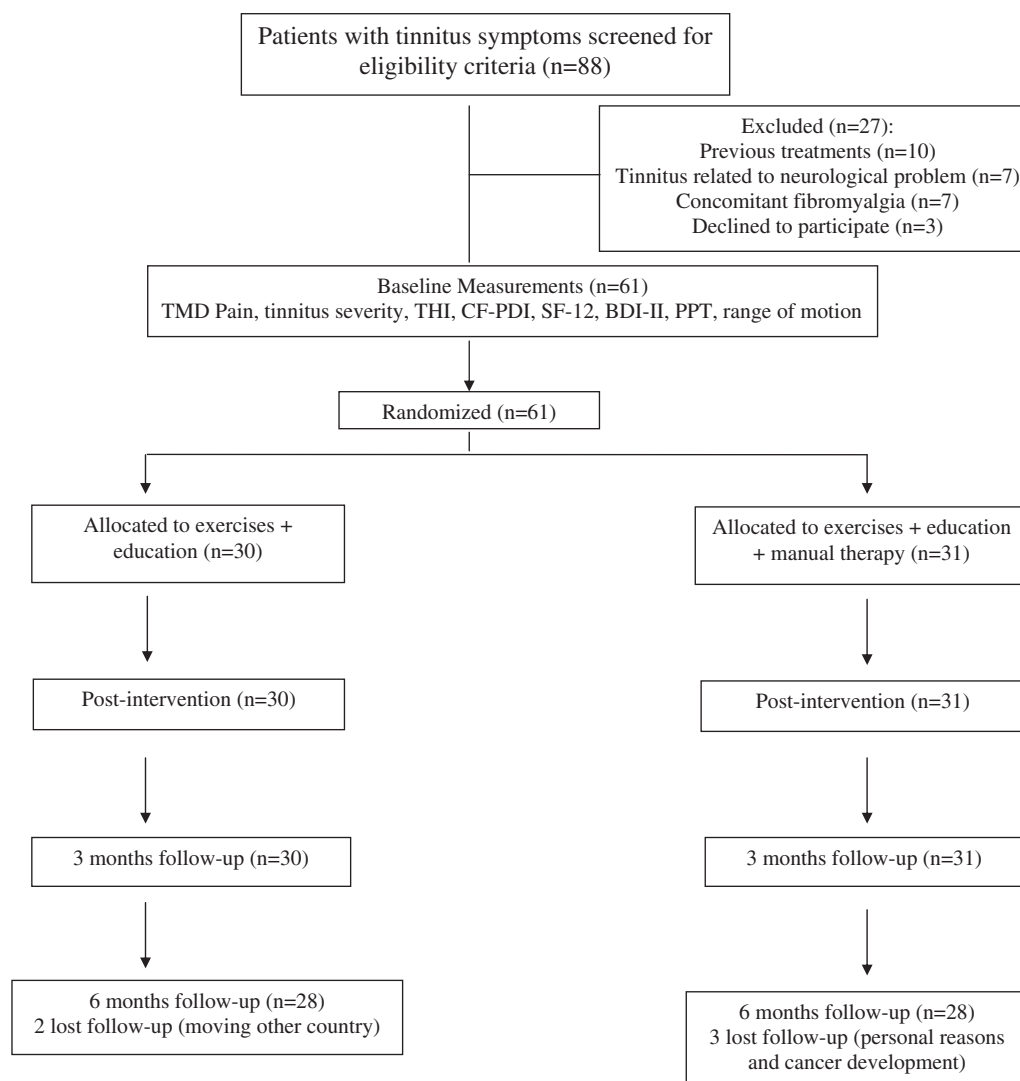 Patients with tinnitus symptoms screened for
eligibility criteria (n=88)
Excluded (n=27):
Previous treatments (n=10)
Tinnitus related to neurological problem (n=7)
Concomitant fibromyalgia (n=7)
Declined to participate (n=3)
Baseline Measurements (n=61)
TMD Pain, tinnitus severity, THI, CF-PDI, SF-12, BDI-II, PPT, range of motion
Randomized (n=61)
Allocated to exercises +
education (n=30)
Allocated to exercises + education
+ manual therapy (n=31)
Post-intervention (n=30)
Post-intervention (n=31)
3 months follow-up (n=30)
3 months follow-up (n=31)
6 months follow-up (n=28)
2 lost follow-up (moving other country)
6 months follow-up (n=28)
3 lost follow-up (personal reasons
and cancer development)